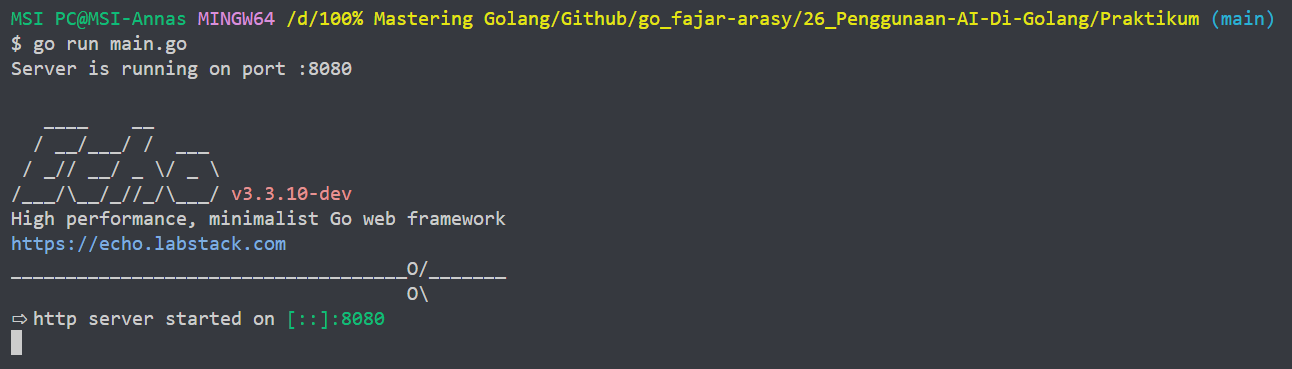 MSI PC@MSI-Annas MINGW64 /d/100% Mastering Golang/Github/go_fajar-arasy/26_Penggunaan-AI-Di-Golang/Praktikum (main)
$ go run main.go
Server is running on port :8080
   ____    __
  / __/___/ /  ___
 / _// __/ _ \/ _ \
/___/\__/_//_/\___/ v3.3.10-dev
High performance, minimalist Go web framework
https://echo.labstack.com
____________________________________O/_______
                                    O\
⇨ http server started on [::]:8080